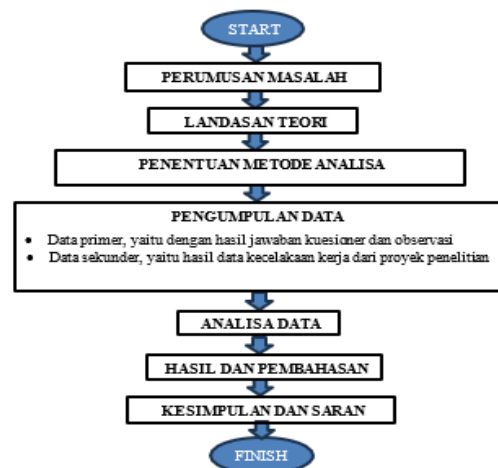 START
PERUMUSAN MASALAH
LANDASAN TEORI
PENENTUAN METODE ANALISA
PENGUMPULAN DATA
• Data primer, yaitu dengan hasil jawaban kuesioner dan observasi
• Data sekunder, yaitu hasil data kecelakaan kerja dari proyek penelitian
ANALISA DATA
HASIL DAN PEMBAHASAN
KESIMPULAN DAN SARAN
FINISH